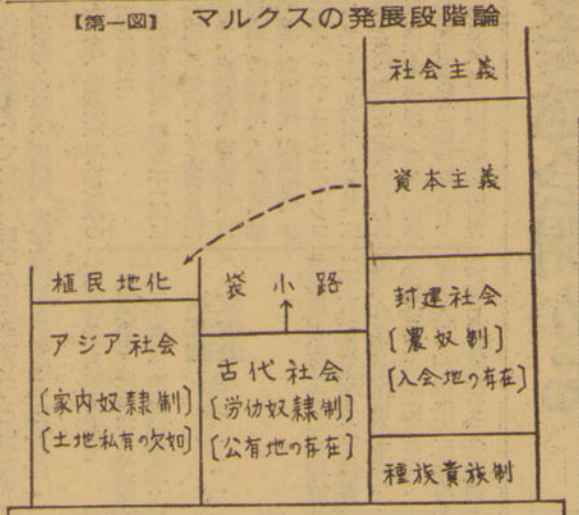 【第一図】 マルクスの発展段階論
社会主義
資本主義
封建社会
〔農奴制〕
〔入会地の存在〕
種族貴族制
袋小路
古代社会
〔労仂奴隷制〕
〔公有地の存在〕
植民地化
アジア社会
〔家内奴隷制〕
〔土地私有の欠如〕